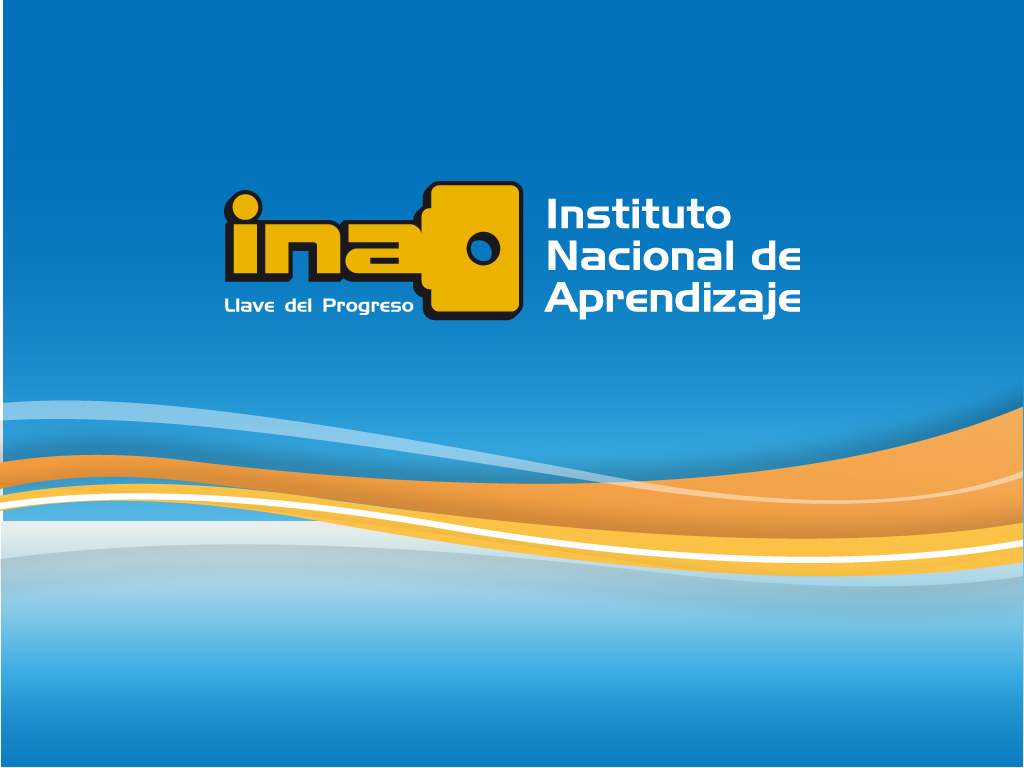 ina
Llave del Progreso
Instituto
Nacional de
Aprendizaje